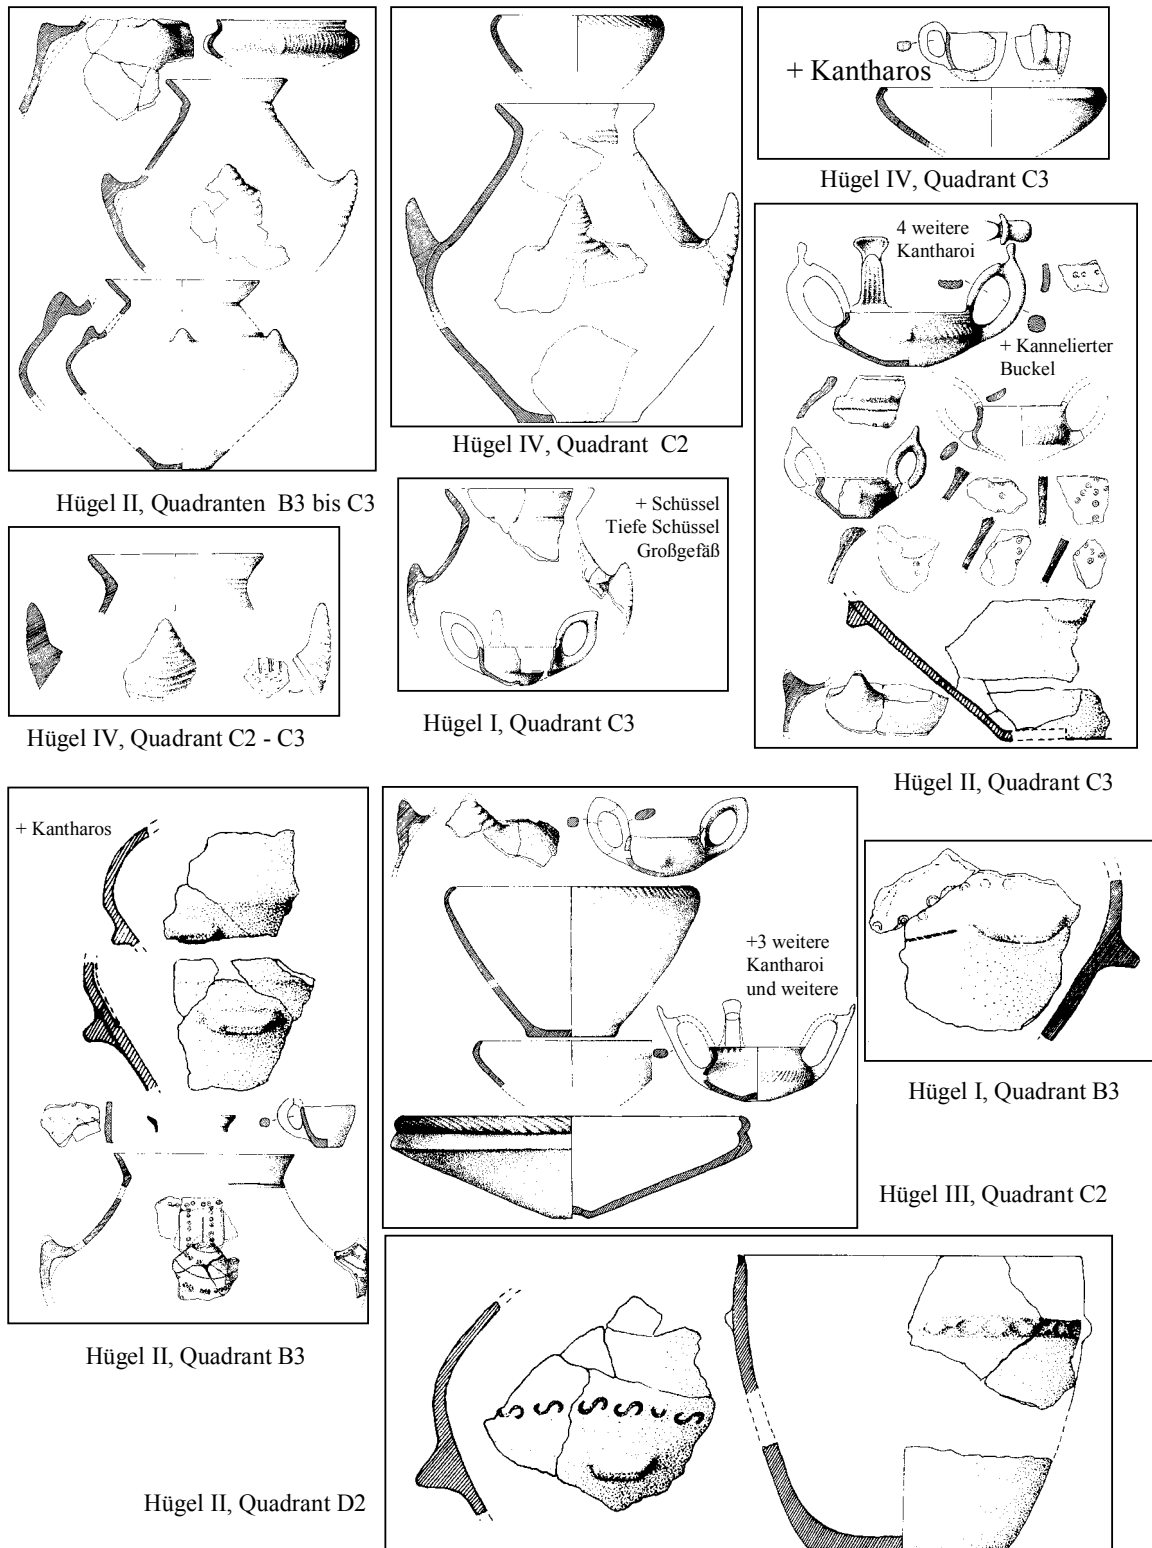 + Kantharos
Hügel IV, Quadrant C3
4 weitere
Kantharoi
+ Kannelierter
Buckel
Hügel IV, Quadrant C2
Hügel II, Quadranten B3 bis C3
+ Schüssel
Tiefe Schüssel
Großgefäß
Hügel I, Quadrant C3
Hügel IV, Quadrant C2 - C3
Hügel II, Quadrant C3
+ Kantharos
+3 weitere
Kantharoi
und weitere
Hügel I, Quadrant B3
Hügel III, Quadrant C2
Hügel II, Quadrant B3
Hügel II, Quadrant D2